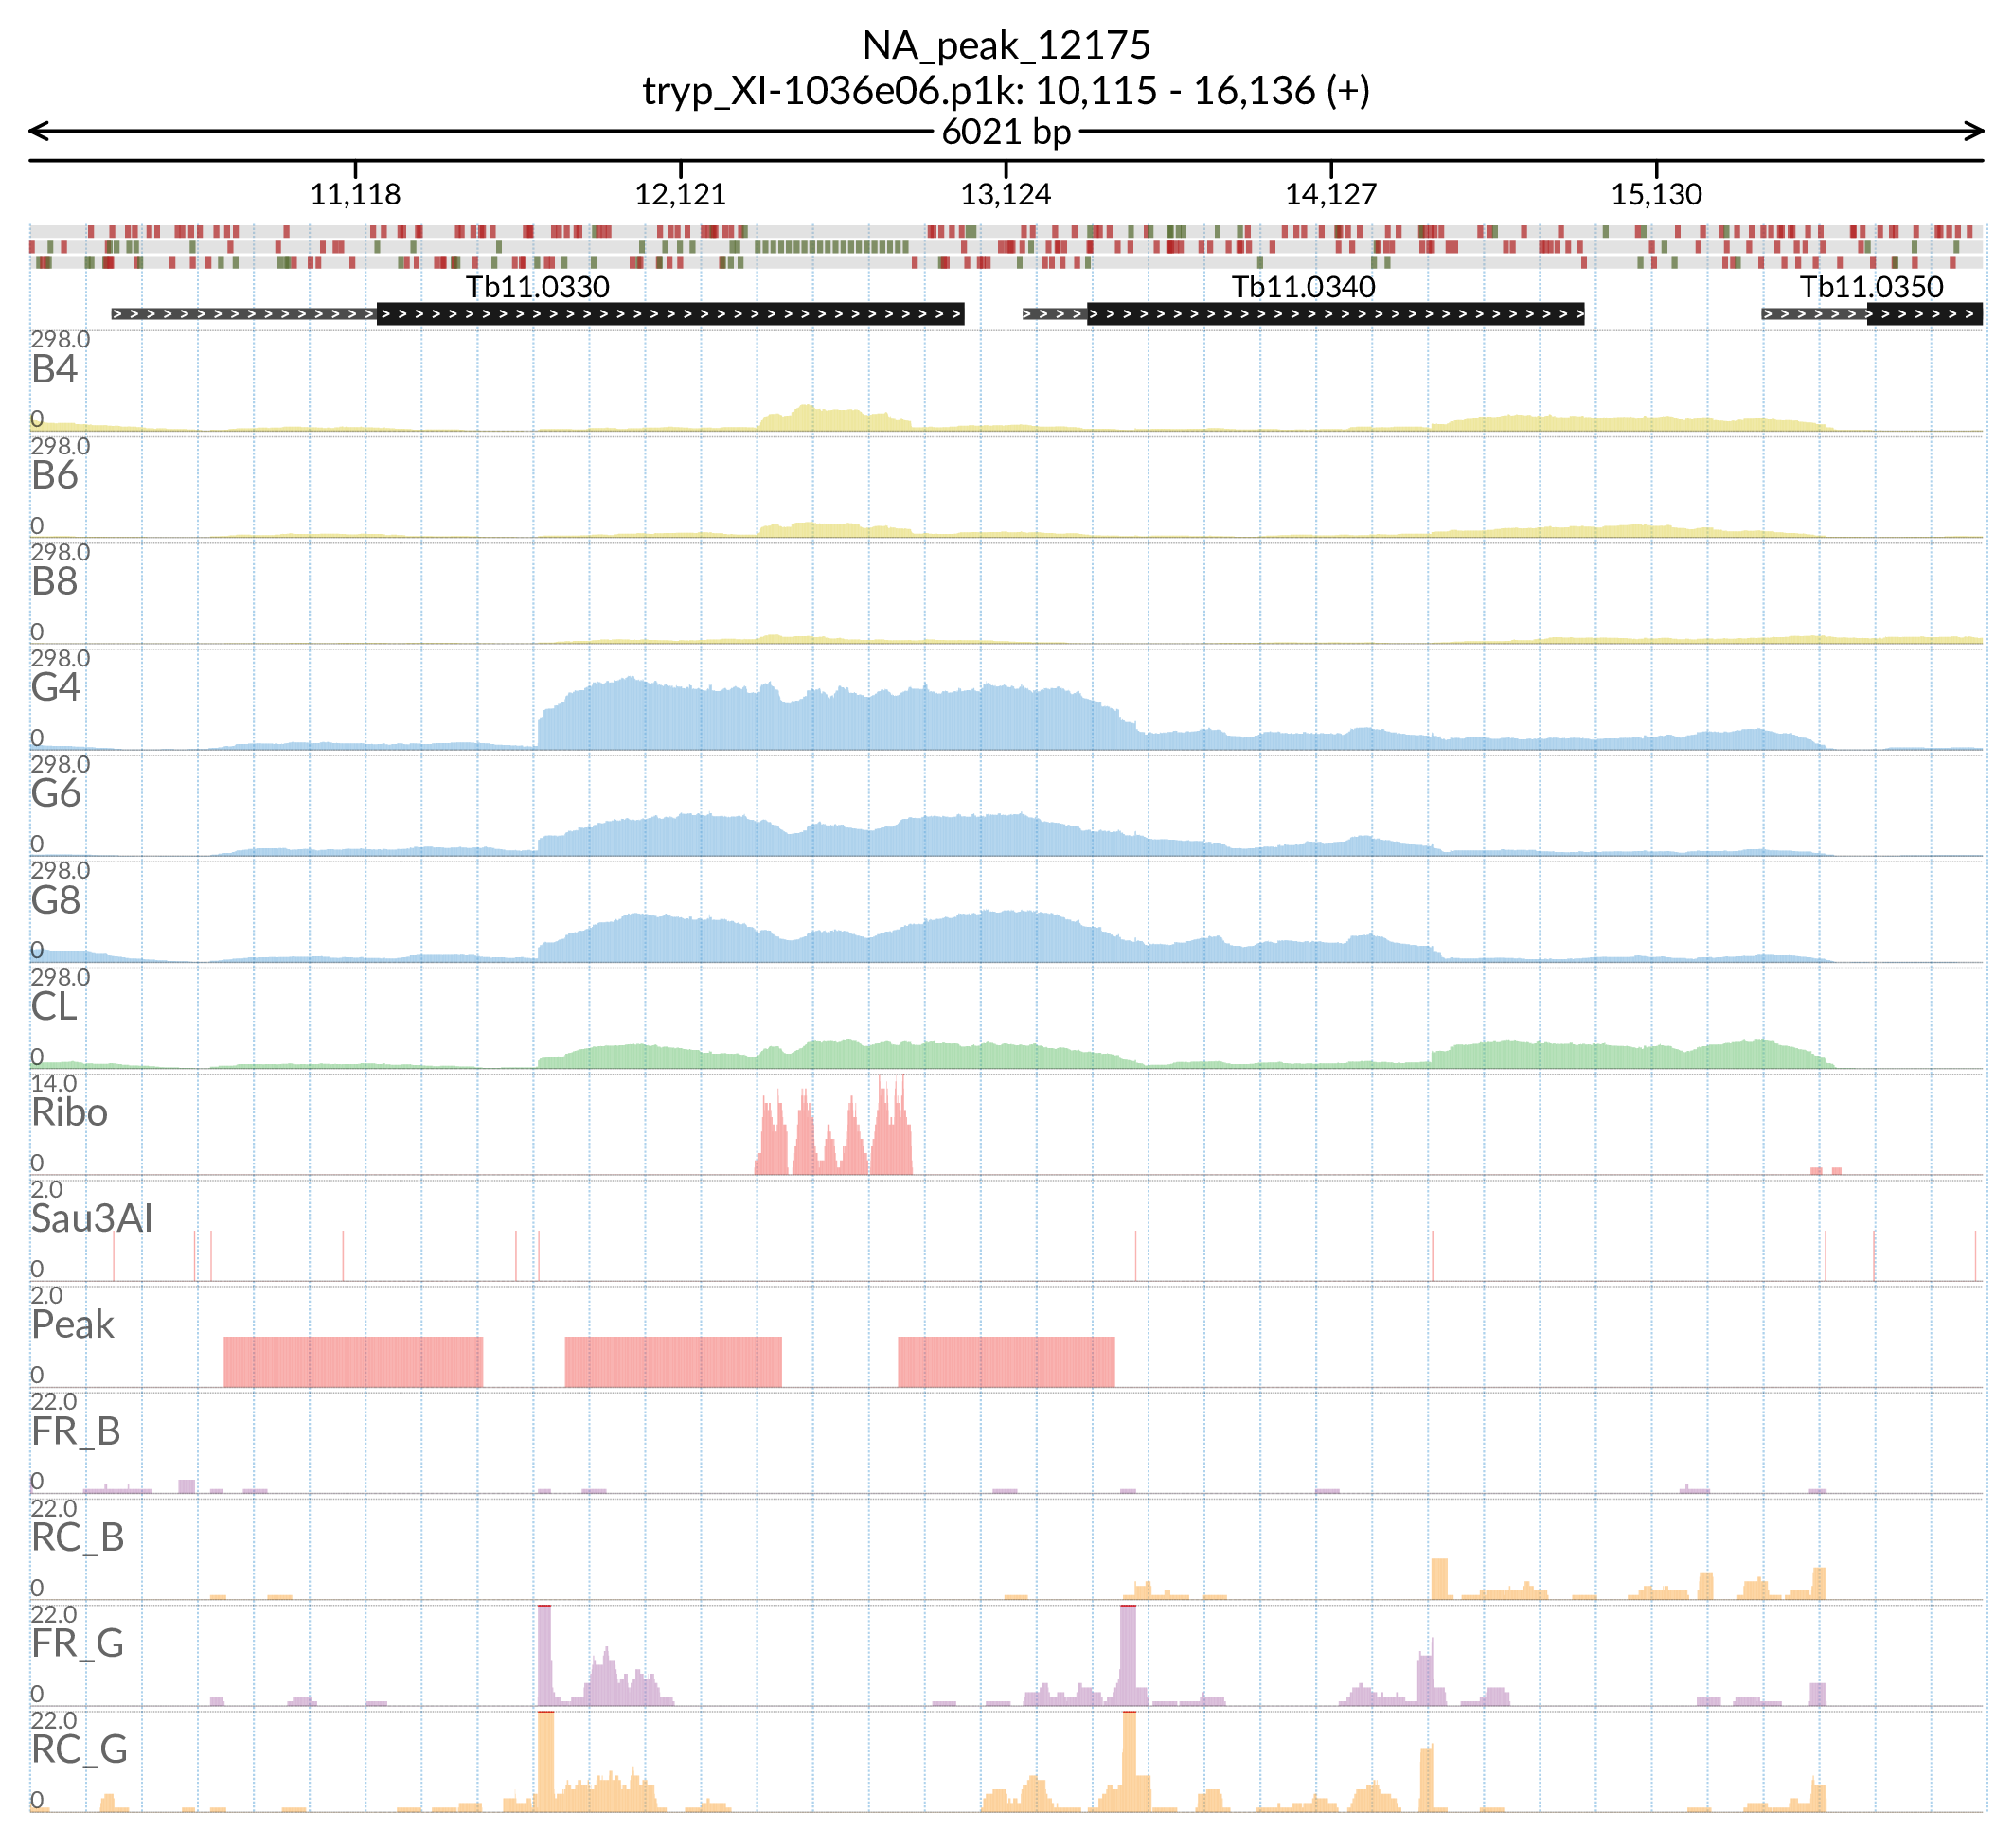 NA_peak_12175
tryp_XI-1036e06.p1k: 10,115 - 16,136 (+)
6021 bp
11,118 12,121 13,124 14,127 15,130
Tb11.0330 Tb11.0340 Tb11.0350
298.0
B4
0
298.0
B6
0
298.0
B8
0
298.0
G4
0
298.0
G6
0
298.0
G8
0
298.0
CL
0
14.0
Ribo
0
2.0
Sau3AI
0
2.0
Peak
0
22.0
FR_B
0
22.0
RC_B
0
22.0
FR_G
0
22.0
RC_G
0